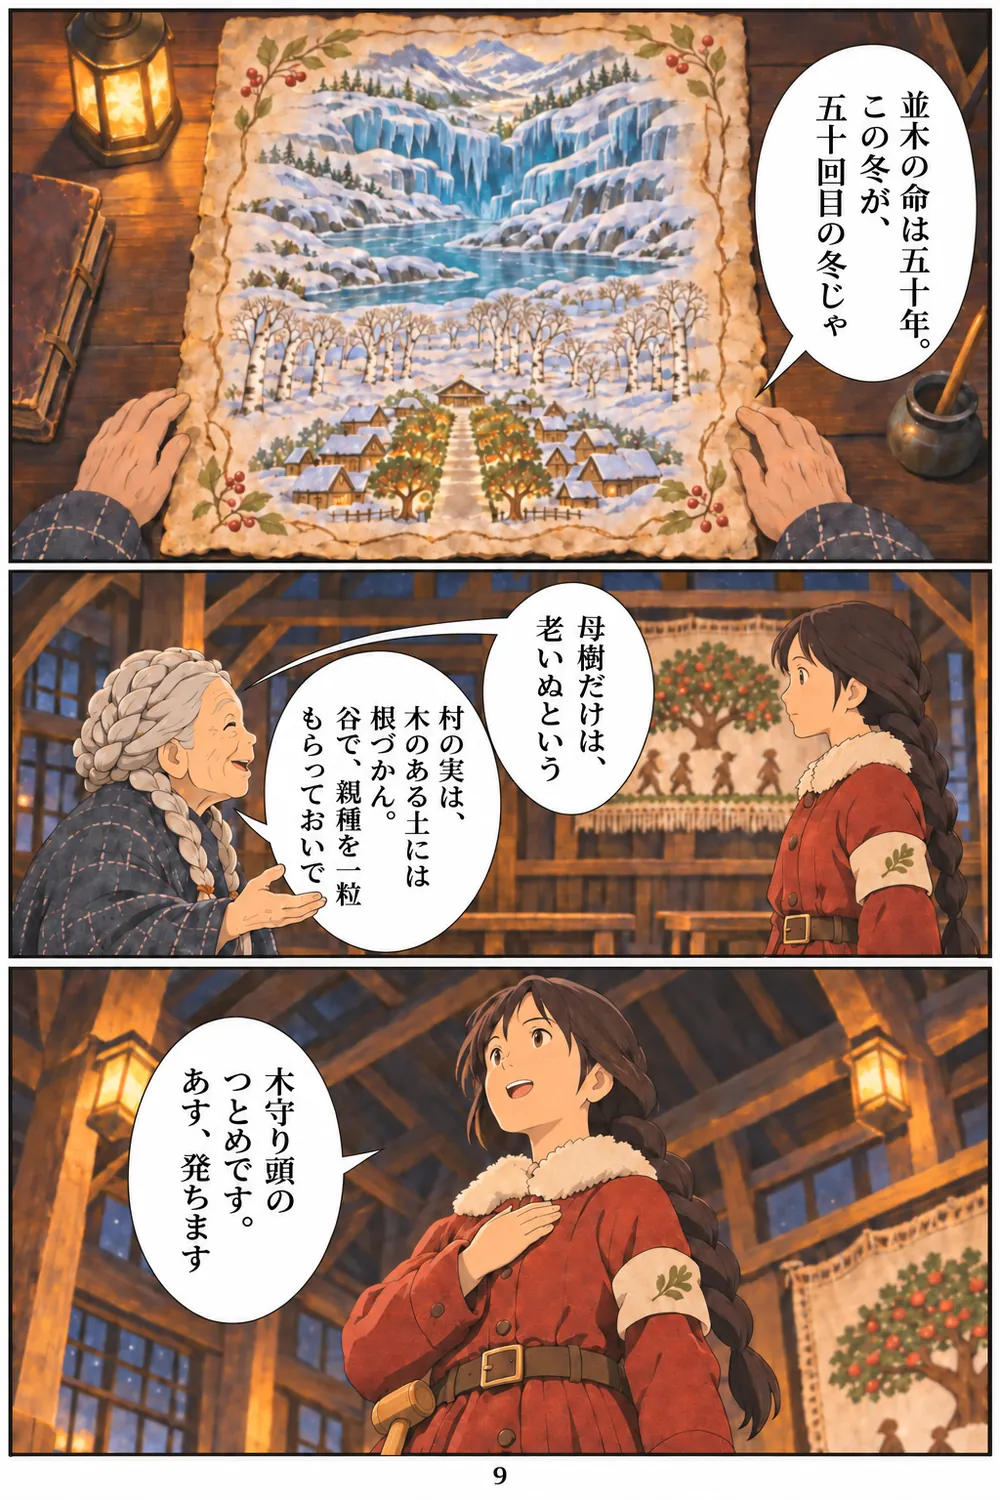 並木の命は五十年。
この冬が、
五十回目の冬じゃ
母樹だけは、
老いぬという
村の実は、
木のある土には
根づかん。
谷で、親種を一粒
もらっておいで
木守り頭の
つとめです。
あす、発ちます
9